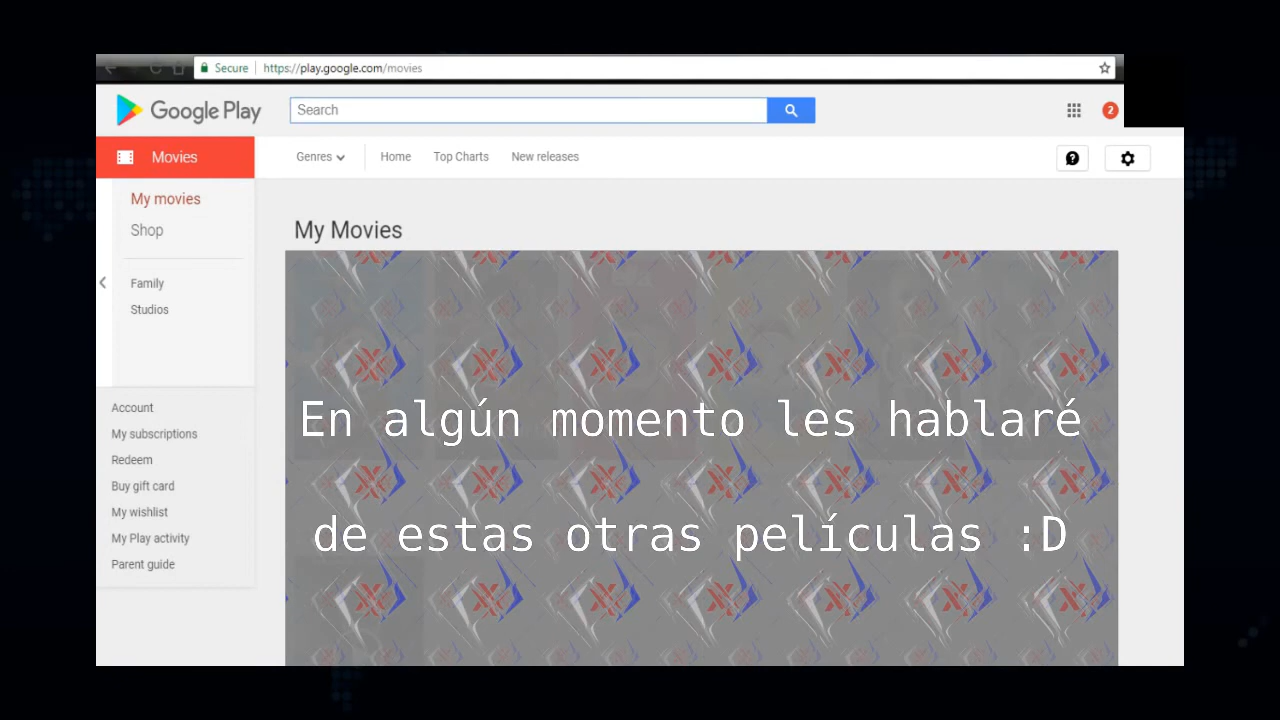 Secure https://play.google.com/movies
Google Play Search 2
Movies Genres Home Top Charts New releases
My movies
Shop
Family
Studios
Account
My subscriptions
Redeem
Buy gift card
My wishlist
My Play activity
Parent guide
My Movies
En algún momento les hablaré
de estas otras películas :D